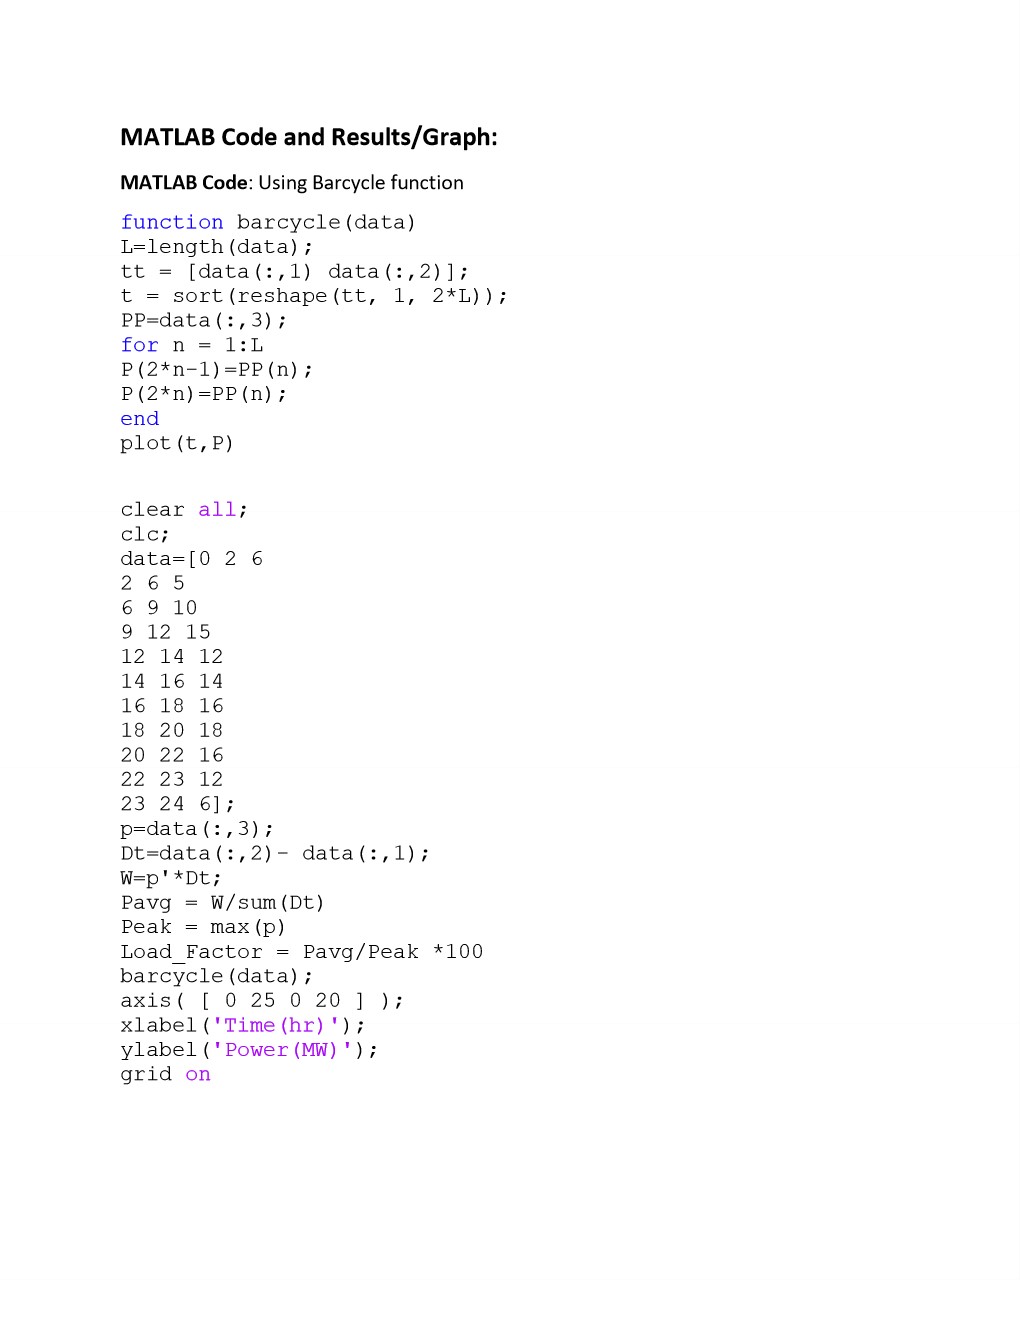 MATLAB Code and Results/Graph:
MATLAB Code: Using Barcycle function
function barcycle(data)
L=length(data);
tt = [data(:,1) data(:,2)];
t = sort(reshape(tt, 1, 2*L));
PP=data(:,3);
for n = 1:L
P(2*n-1)=PP(n);
P(2*n)=PP(n);
end
plot(t,P)
clear all;
clc;
data=[0 2 6
2 6 5
6 9 10
9 12 15
12 14 12
14 16 14
16 18 16
18 20 18
20 22 16
22 23 12
23 24 6];
p=data(:,3);
Dt=data(:,2)- data(:,1);
W=p'*Dt;
Pavg = W/sum(Dt)
Peak = max(p)
Load_Factor = Pavg/Peak *100
barcycle(data);
axis( [ 0 25 0 20 ] );
xlabel('Time(hr)');
ylabel('Power(MW)');
grid on